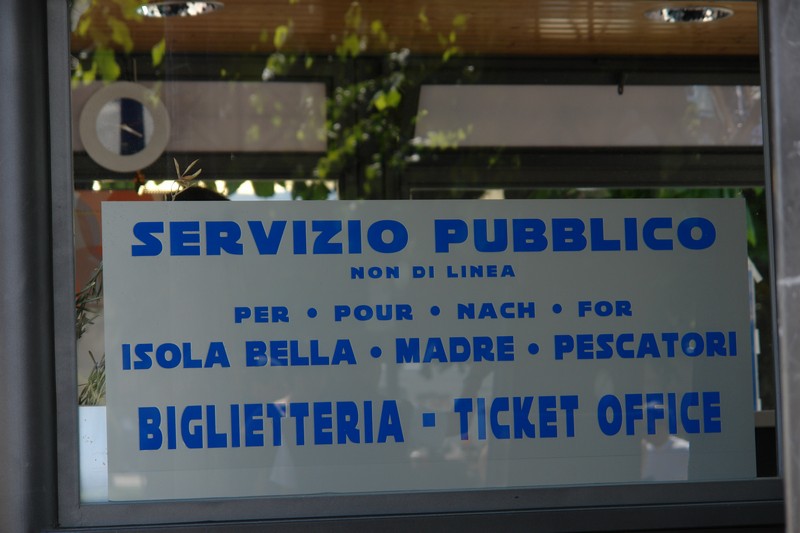 SERVIZIO PUBBLICO
NON DI LINEA
PER • POUR • NACH • FOR
ISOLA BELLA • MADRE • PESCATORI
BIGLIETTERIA - TICKET OFFICE